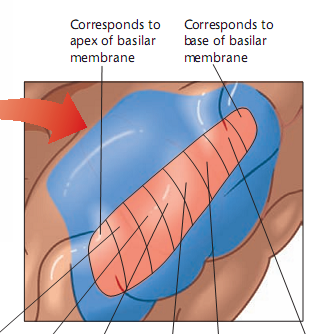 Corresponds to
apex of basilar
membrane
Corresponds to
base of basilar
membrane